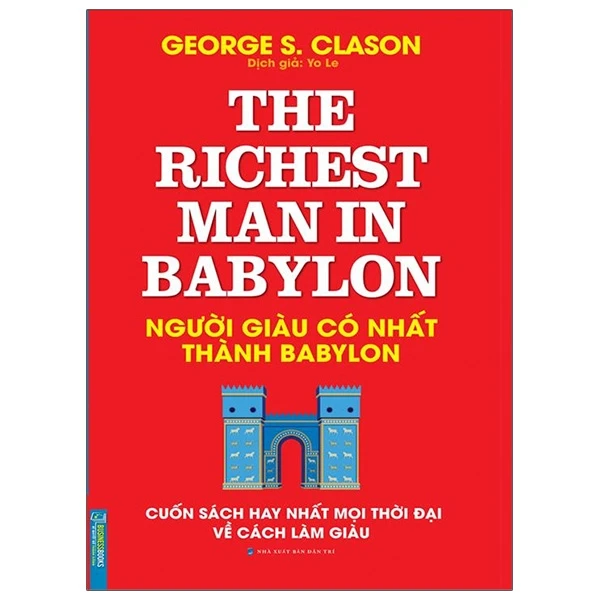 GEORGE S. CLASON
Dịch giả: Yo Le
THE
RICHEST
MAN IN
BABYLON
NGƯỜI GIÀU CÓ NHẤT
THÀNH BABYLON
CUỐN SÁCH HAY NHẤT MỌI THỜI ĐẠI
VỀ CÁCH LÀM GIÀU
BUSINESSBOOKS
NHÀ XUẤT BẢN DÂN TRÍ